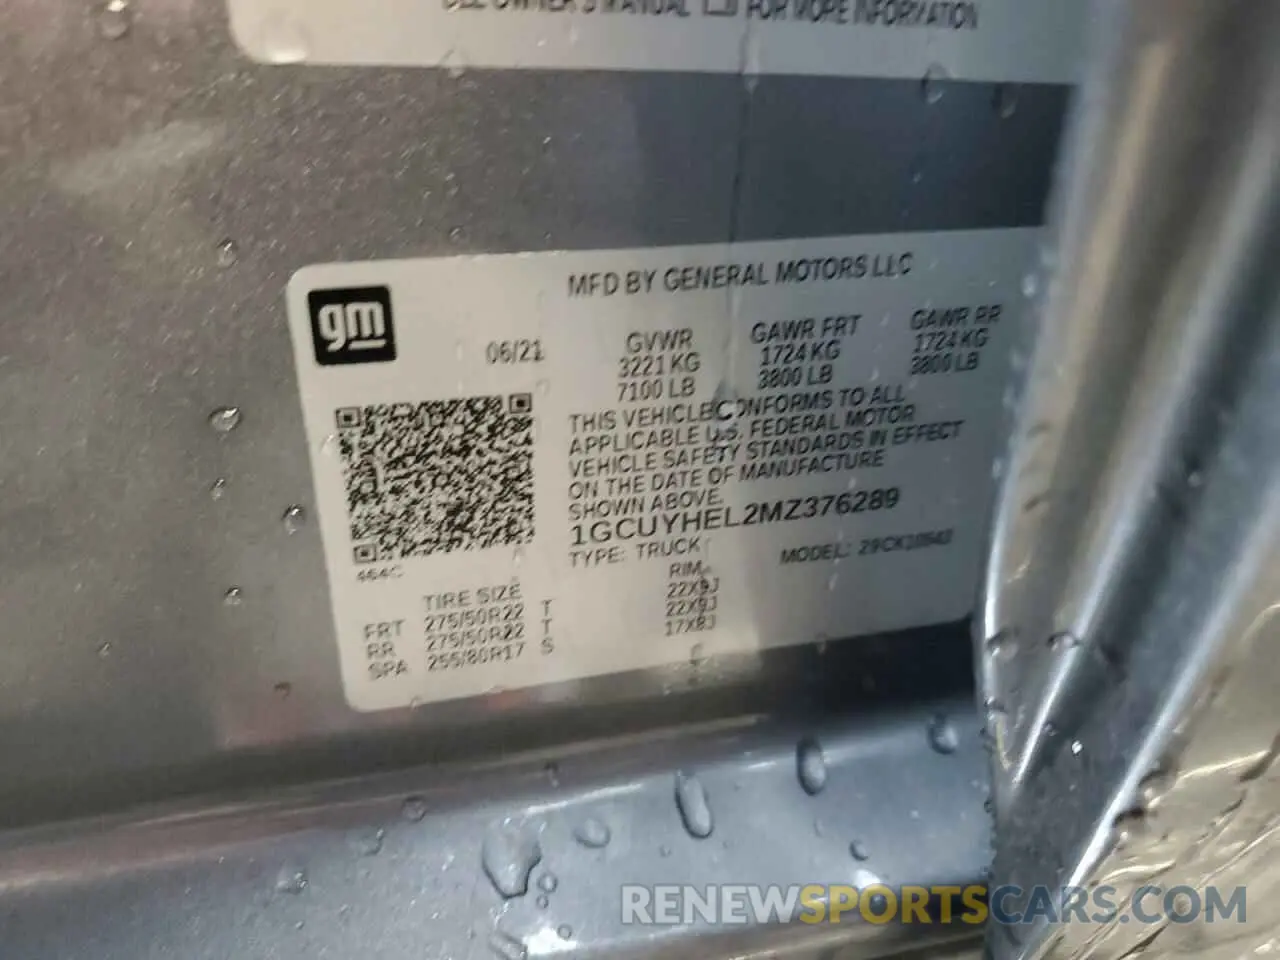 OWNER'S MANUAL FOR MORE INFORMATION
gm
MFD BY GENERAL MOTORS LLC
06/21 GVWR GAWR FRT GAWR RR
3221 KG 1724 KG 1724 KG
7100 LB 3800 LB 3800 LB
THIS VEHICLE CONFORMS TO ALL
APPLICABLE U.S. FEDERAL MOTOR
VEHICLE SAFETY STANDARDS IN EFFECT
ON THE DATE OF MANUFACTURE
SHOWN ABOVE.
1GCUYHEL2MZ376289
TYPE: TRUCK MODEL:
464C
TIRE SIZE RIM
FRT 275/50R22 T 22X9J
RR 275/50R22 T 22X9J
SPA 255/80R17 S 17X8J
RENEWSPORTSCARS.COM